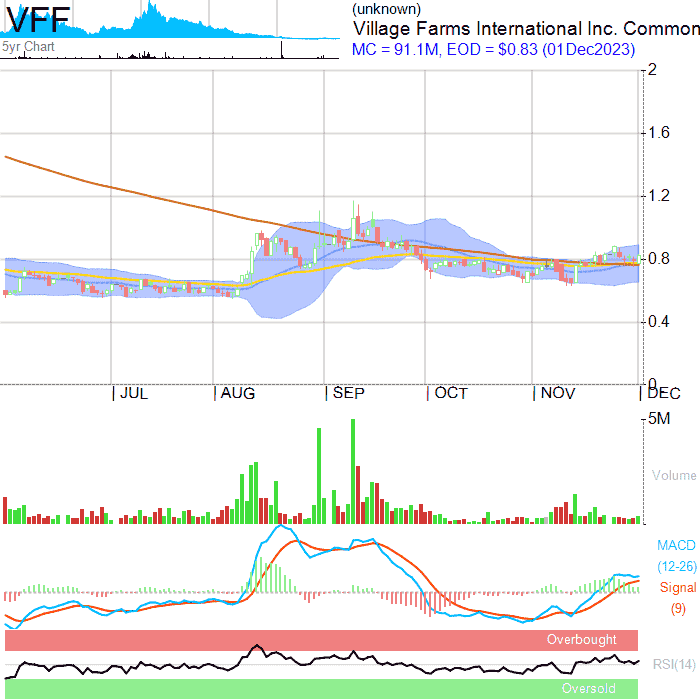 VFF
5yr Chart
(unknown)
Village Farms International Inc. Common
MC = 91.1M, EOD = $0.83 (01Dec2023)
2
1.6
1.2
0.8
0.4
0
| JUL
| AUG
| SEP
| OCT
| NOV
| DEC
5M
Volume
MACD
(12-26)
Signal
(9)
Overbought
RSI(14)
Oversold